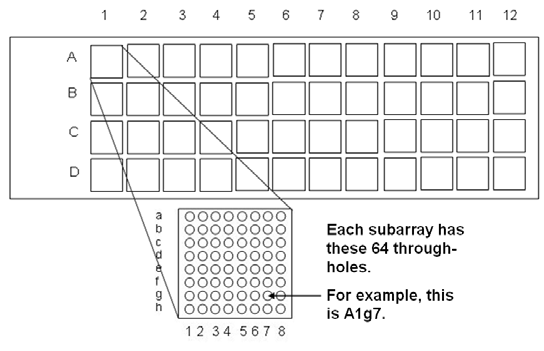 1 2 3 4 5 6 7 8 9 10 11 12
A
B
C
D
a
b
c
d
e
f
g
h
1 2 3 4 5 6 7 8
Each subarray has
these 64 through-
holes.
For example, this
is A1g7.